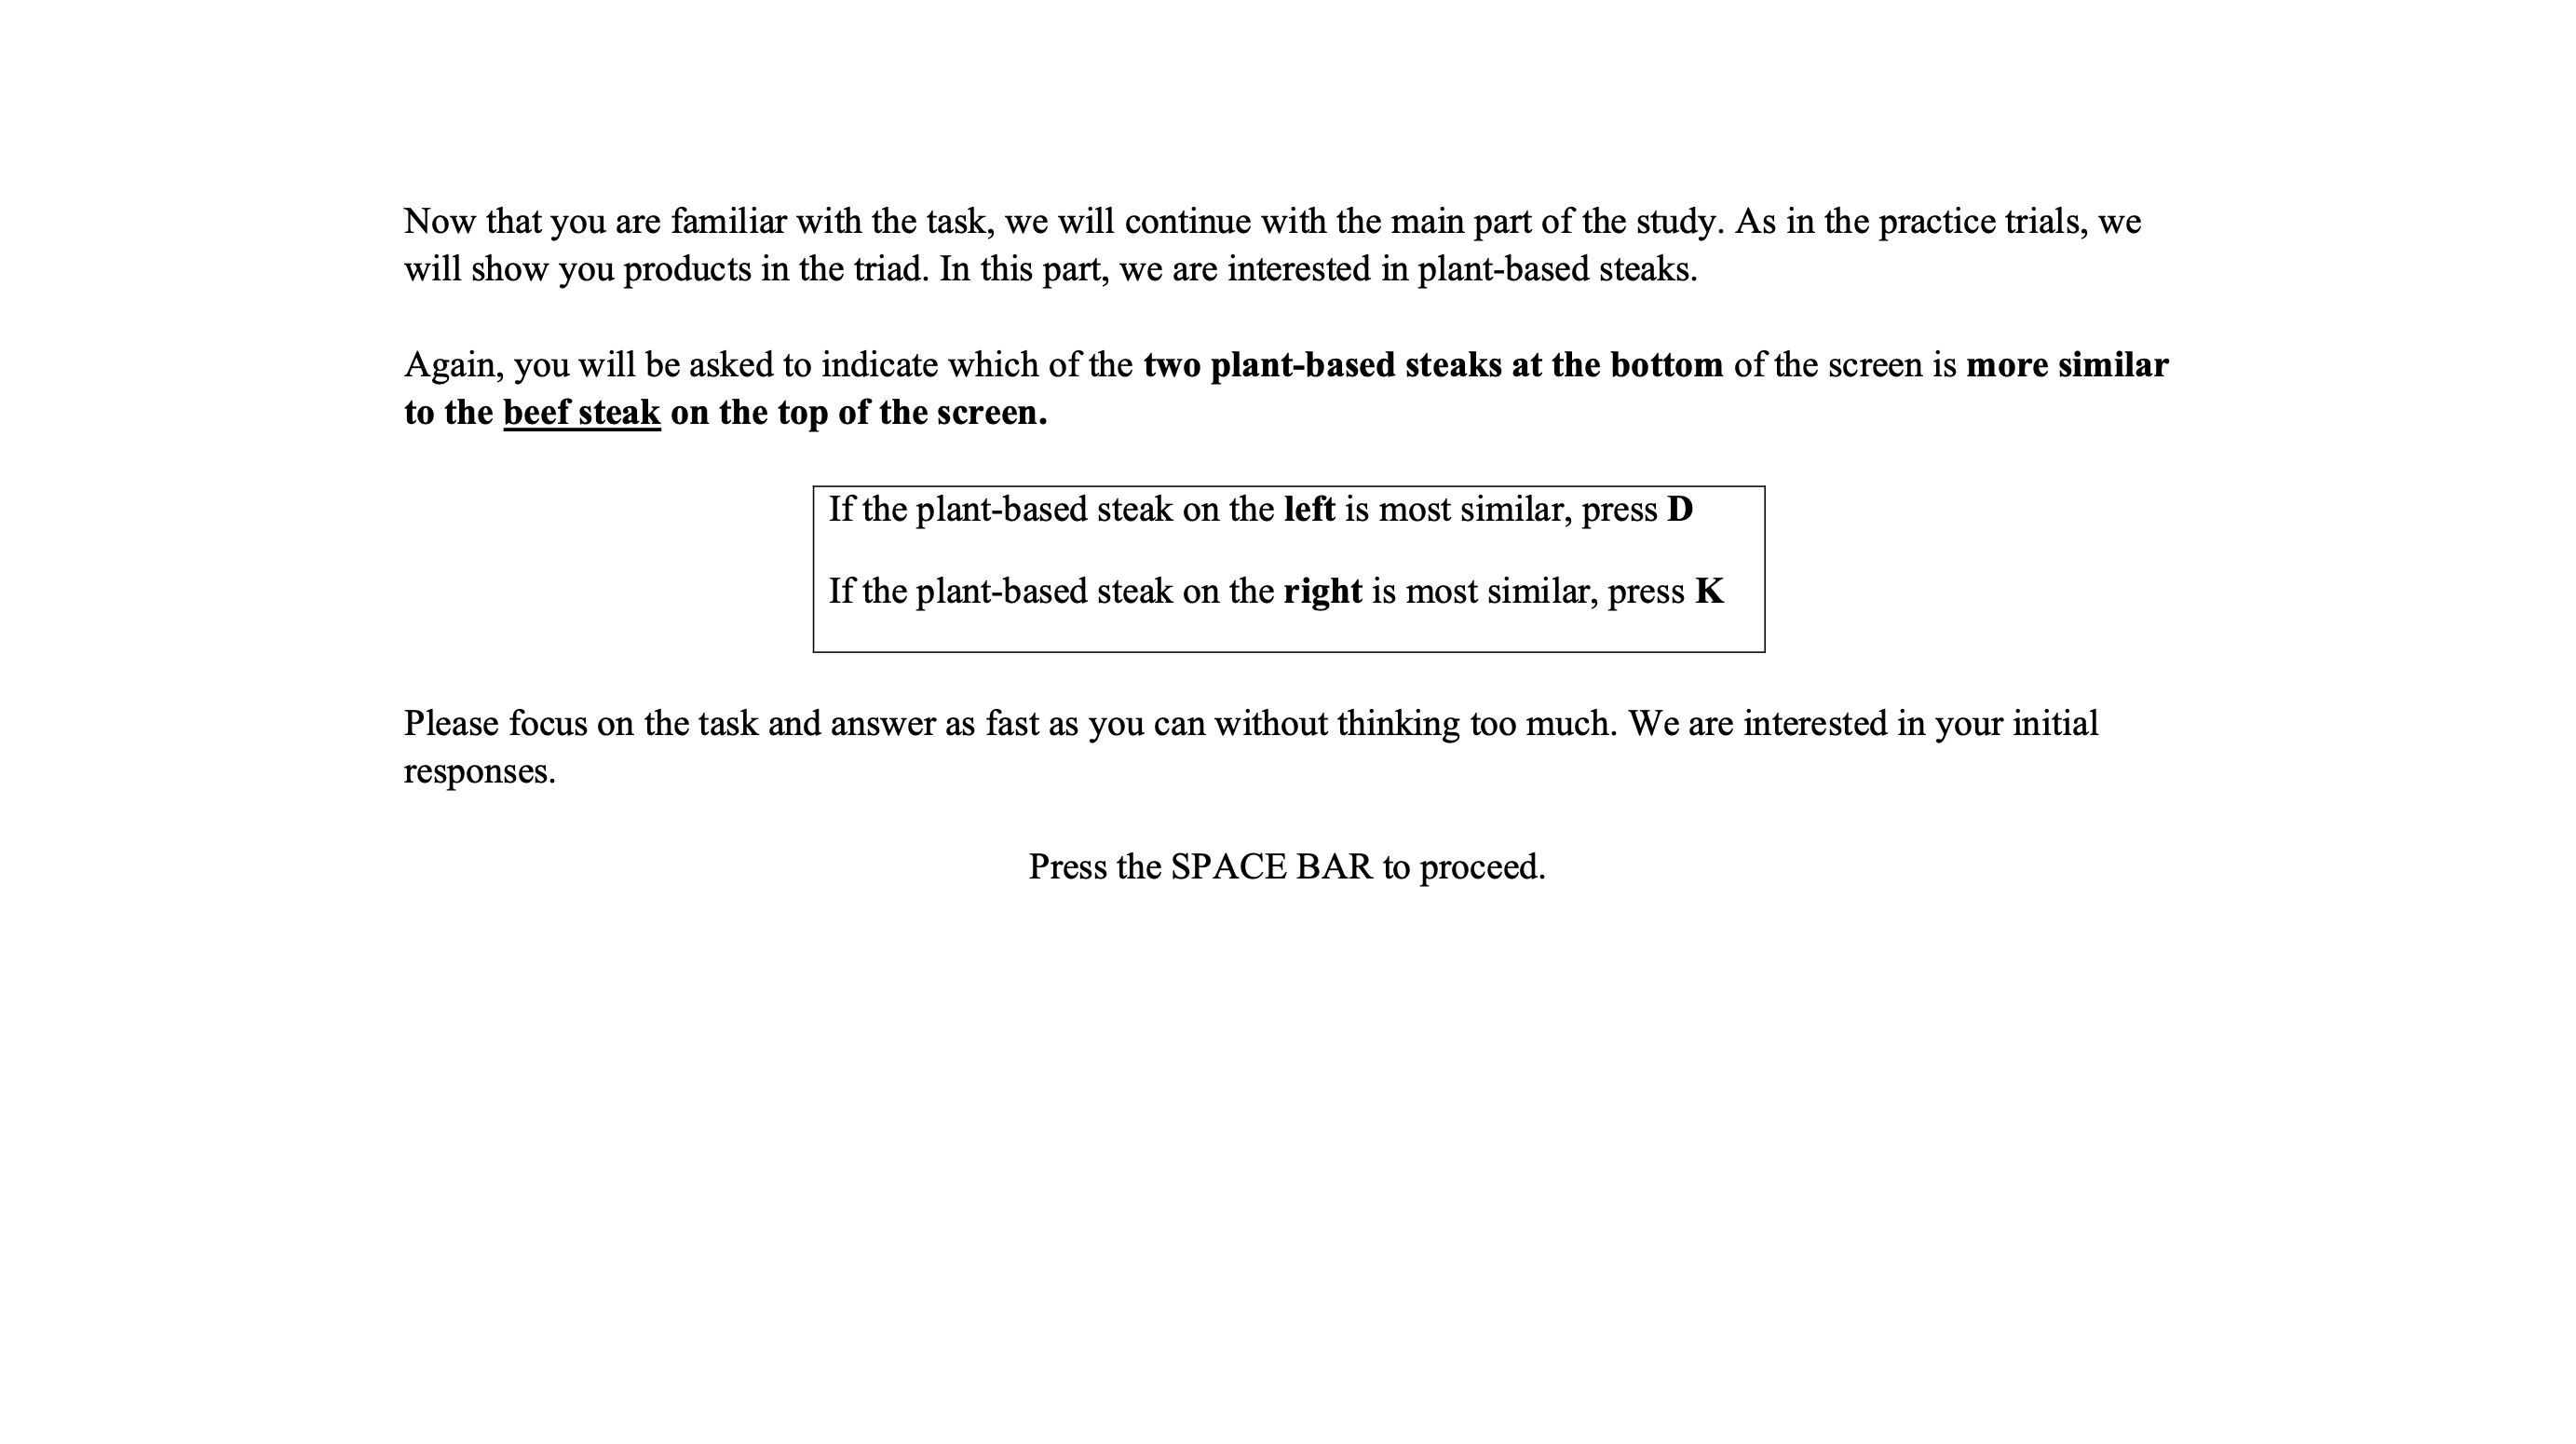 Now that you are familiar with the task, we will continue with the main part of the study. As in the practice trials, we
will show you products in the triad. In this part, we are interested in plant-based steaks.
Again, you will be asked to indicate which of the two plant-based steaks at the bottom of the screen is more similar
to the beef steak on the top of the screen.
If the plant-based steak on the left is most similar, press D
If the plant-based steak on the right is most similar, press K
Please focus on the task and answer as fast as you can without thinking too much. We are interested in your initial
responses.
Press the SPACE BAR to proceed.